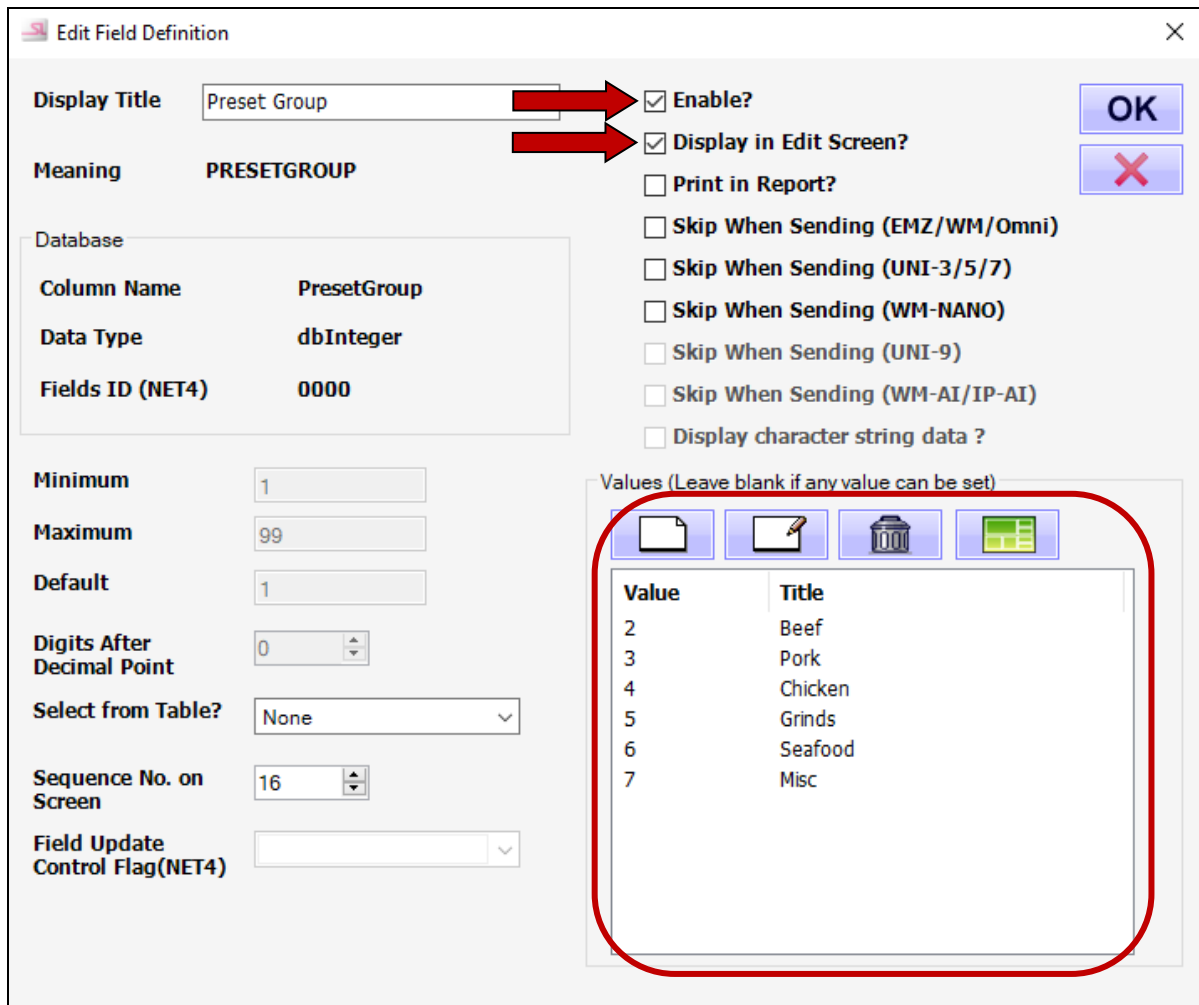 Edit Field Definition
Display Title
Preset Group
Meaning
PRESETGROUP
Database
Column Name
PresetGroup
Data Type
dbInteger
Fields ID (NET4)
0000
Minimum
1
Maximum
99
Default
1
Digits After
Decimal Point
0
Select from Table?
None
Sequence No. on
Screen
16
Field Update
Control Flag(NET4)
Enable?
Display in Edit Screen?
Print in Report?
Skip When Sending (EMZ/WM/Omni)
Skip When Sending (UNI-3/5/7)
Skip When Sending (WM-NANO)
Skip When Sending (UNI-9)
Skip When Sending (WM-AI/IP-AI)
Display character string data ?
OK
Values (Leave blank if any value can be set)
Value Title
2 Beef
3 Pork
4 Chicken
5 Grinds
6 Seafood
7 Misc